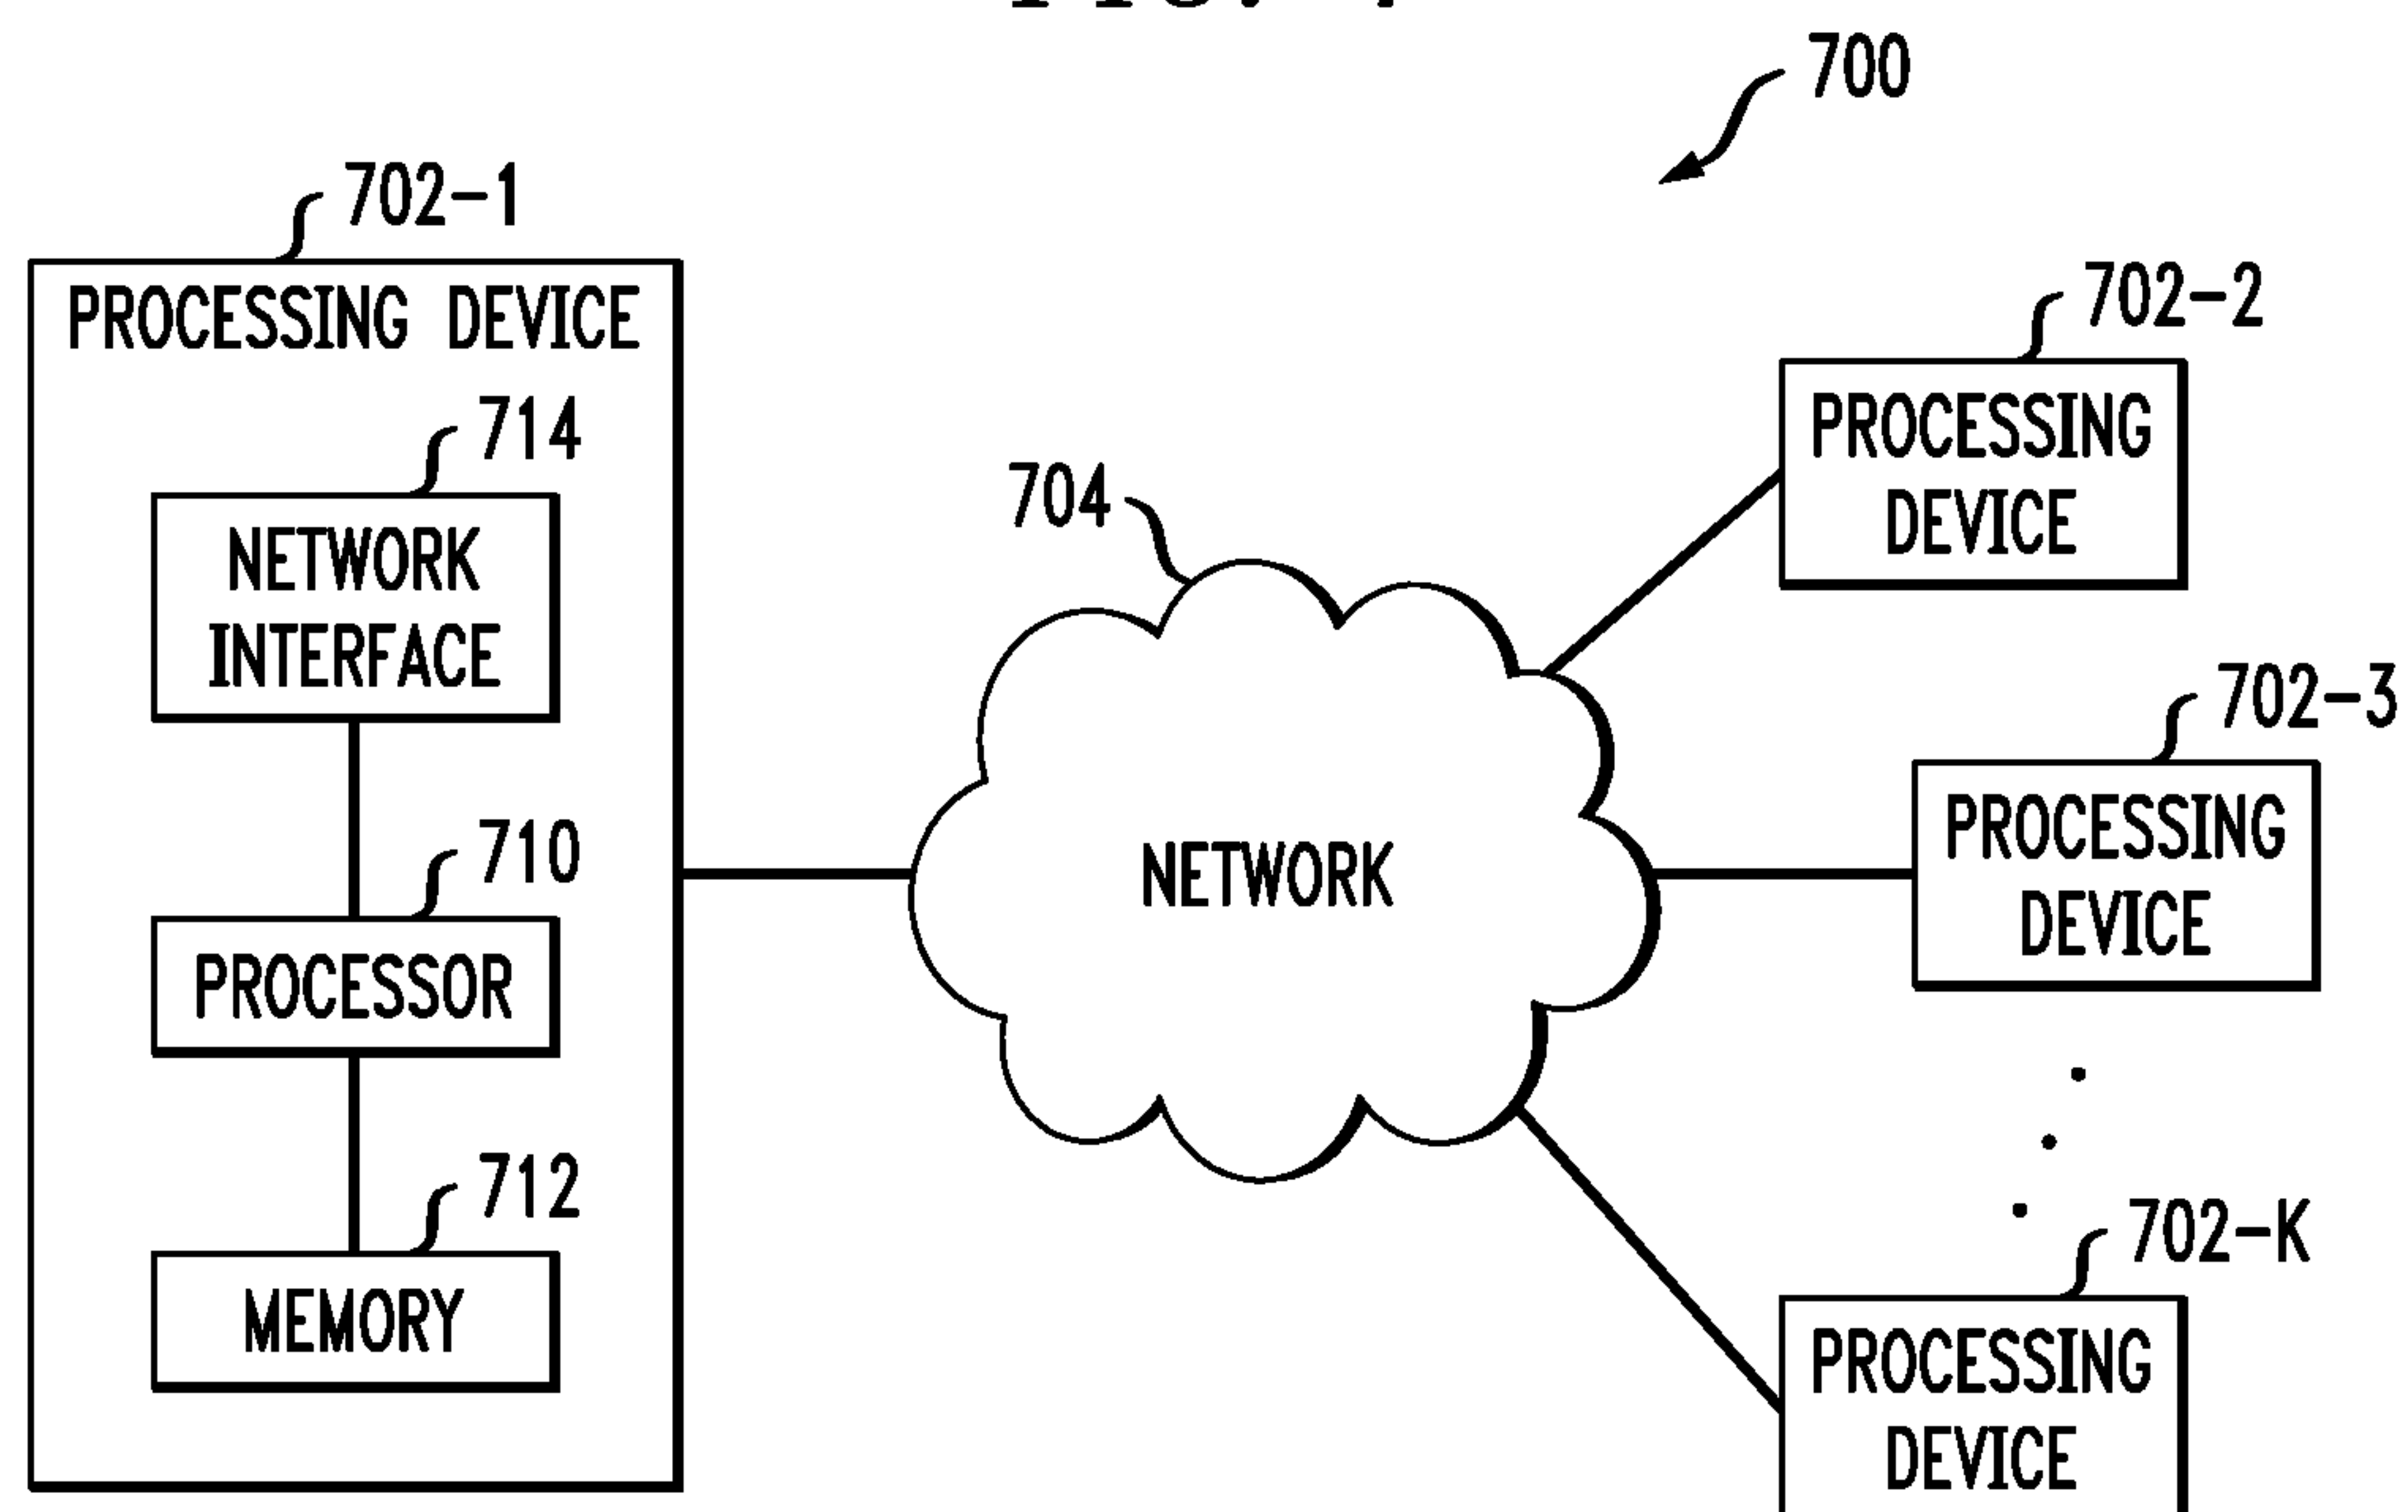 700
702-1
PROCESSING DEVICE
714
NETWORK
INTERFACE
710
PROCESSOR
712
MEMORY
704
NETWORK
702-2
PROCESSING
DEVICE
702-3
PROCESSING
DEVICE
702-K
PROCESSING
DEVICE